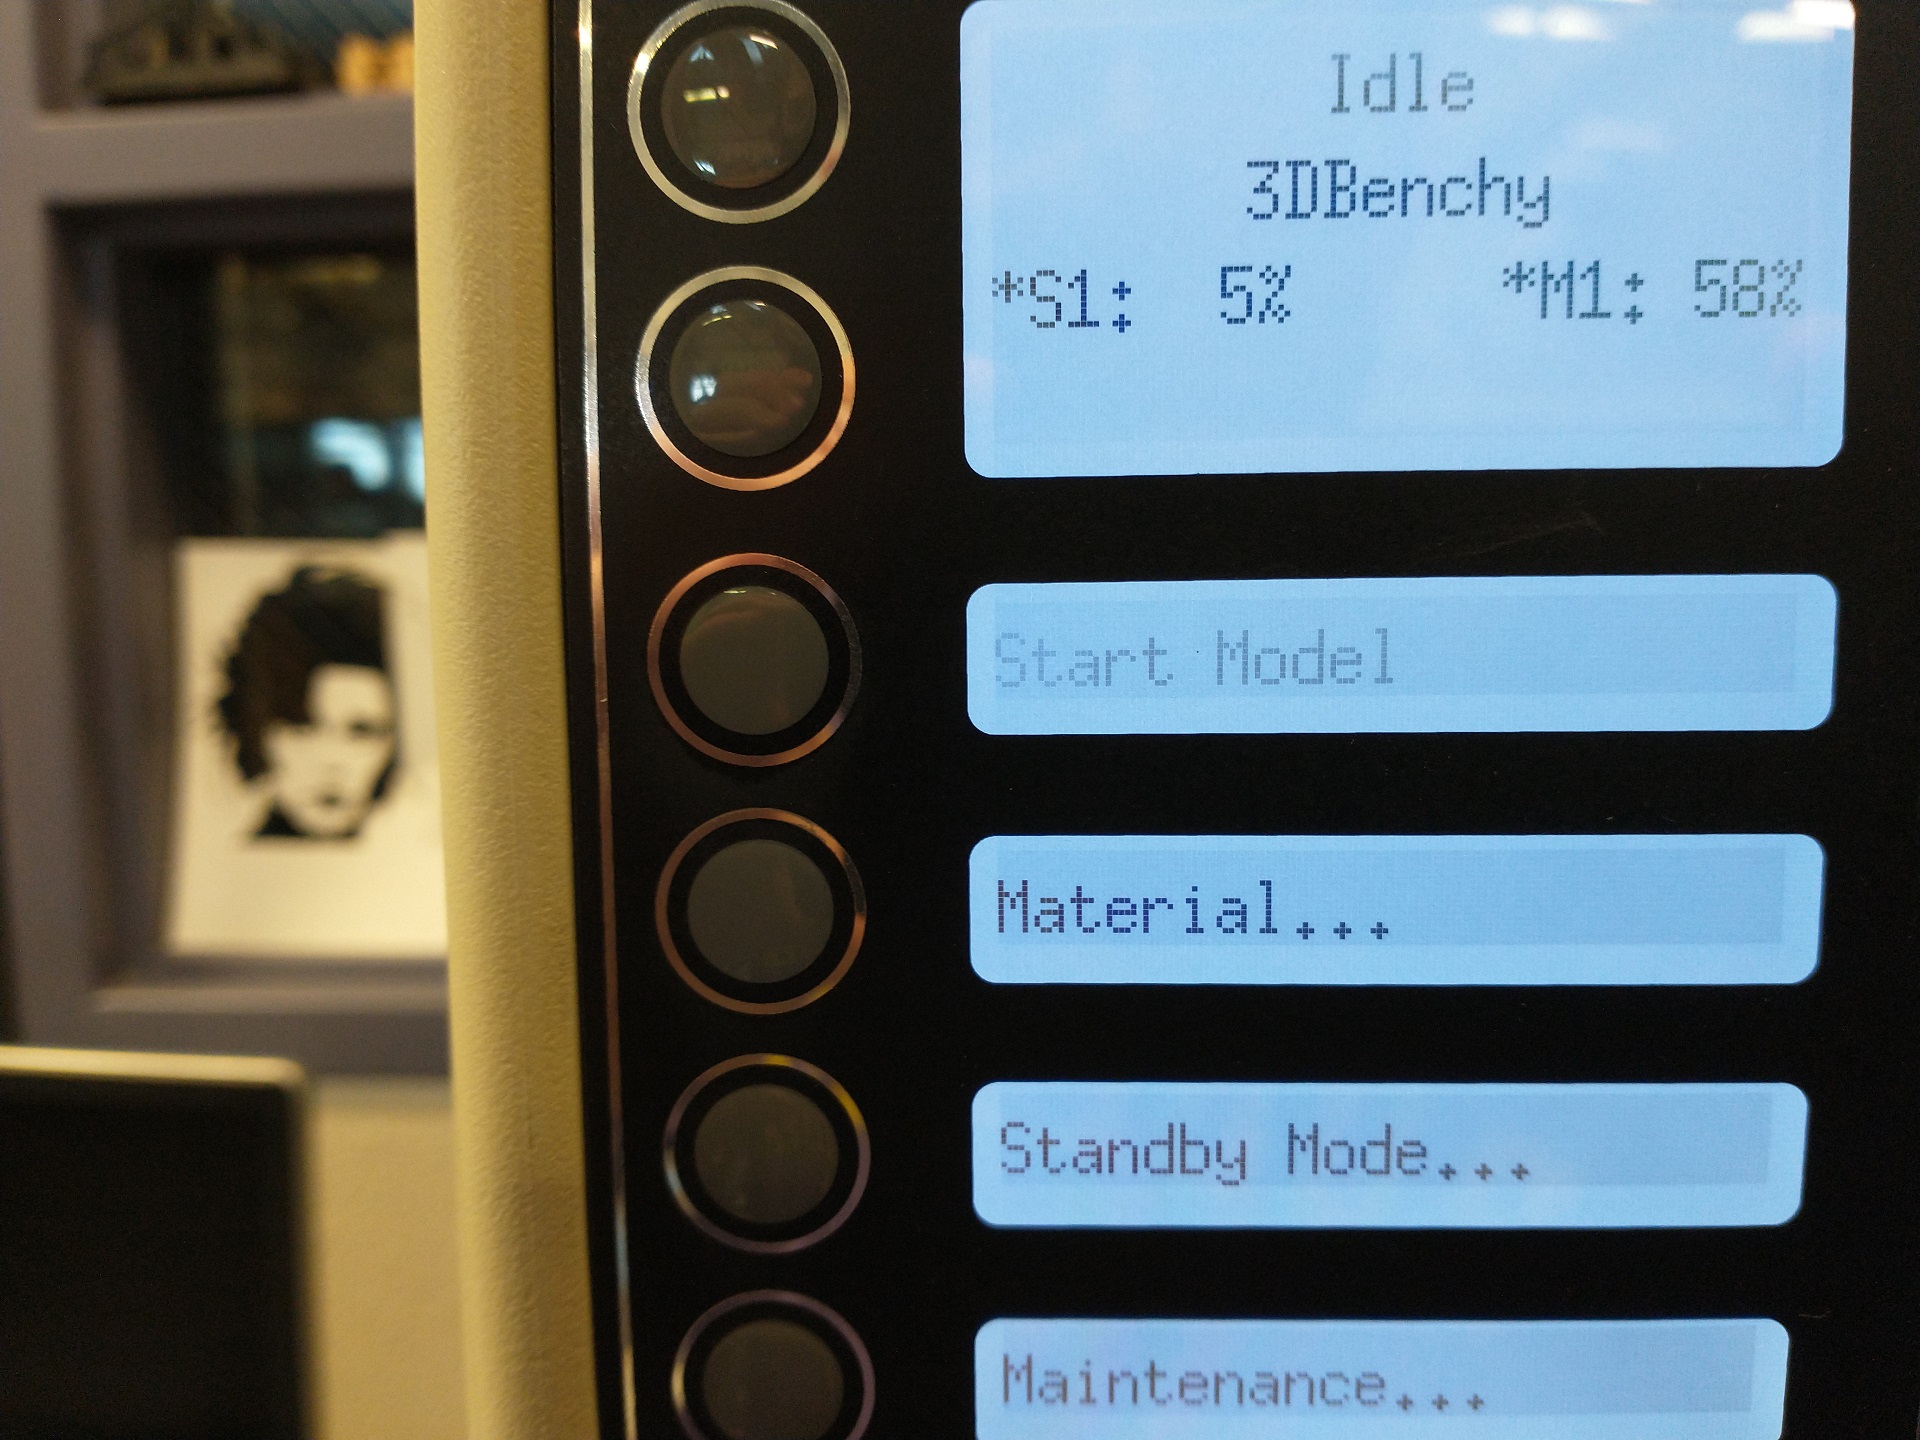 Idle
3DBenchy
*S1: 5% *M1: 58%
Start Model
Material...
Standby Mode...
Maintenance...